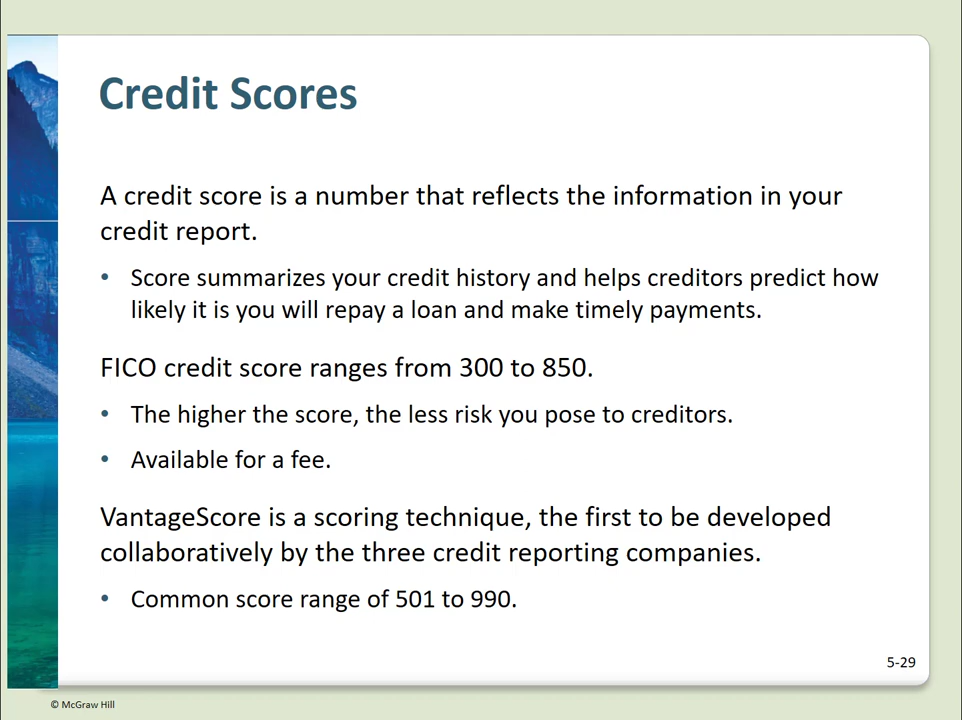 Credit Scores
A credit score is a number that reflects the information in your
credit report.
• Score summarizes your credit history and helps creditors predict how
likely it is you will repay a loan and make timely payments.
FICO credit score ranges from 300 to 850.
• The higher the score, the less risk you pose to creditors.
• Available for a fee.
VantageScore is a scoring technique, the first to be developed
collaboratively by the three credit reporting companies.
• Common score range of 501 to 990.
5-29
© McGraw Hill